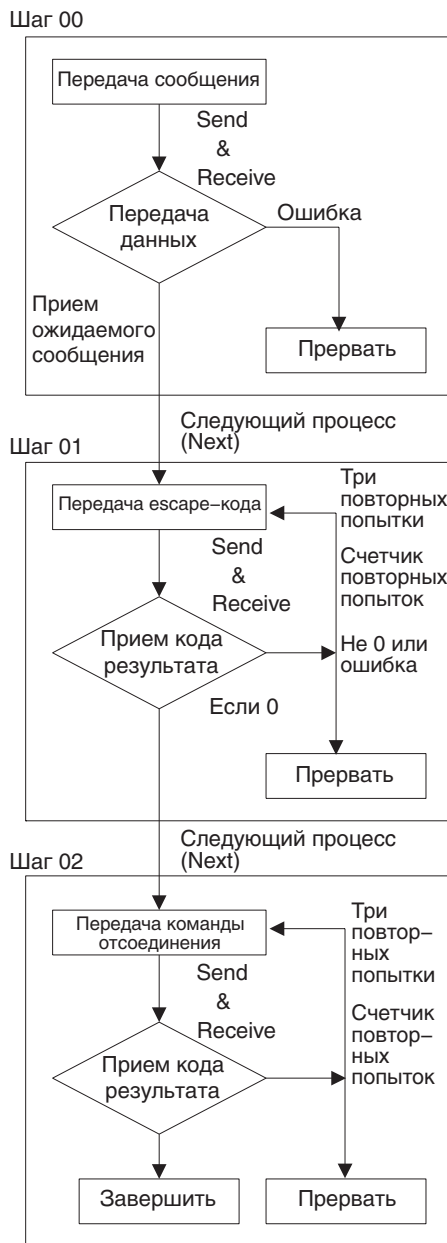 Шаг 00
Передача сообщения
Send
&
Receive
Передача
данных
Ошибка
Прием
ожидаемого
сообщения
Прервать
Следующий процесс
(Next)
Шаг 01
Три
повторных
попытки
Передача escape–кода
Send
&
Receive
Счетчик
повторных
попыток
Прием кода
результата
Не 0 или
ошибка
Если 0
Прервать
Следующий процесс
(Next)
Шаг 02
Три
повтор–
ных
попытки
Передача команды
отсоединения
Send
&
Receive
Счетчик
повтор–
ных
попыток
Прием кода
результата
Завершить
Прервать